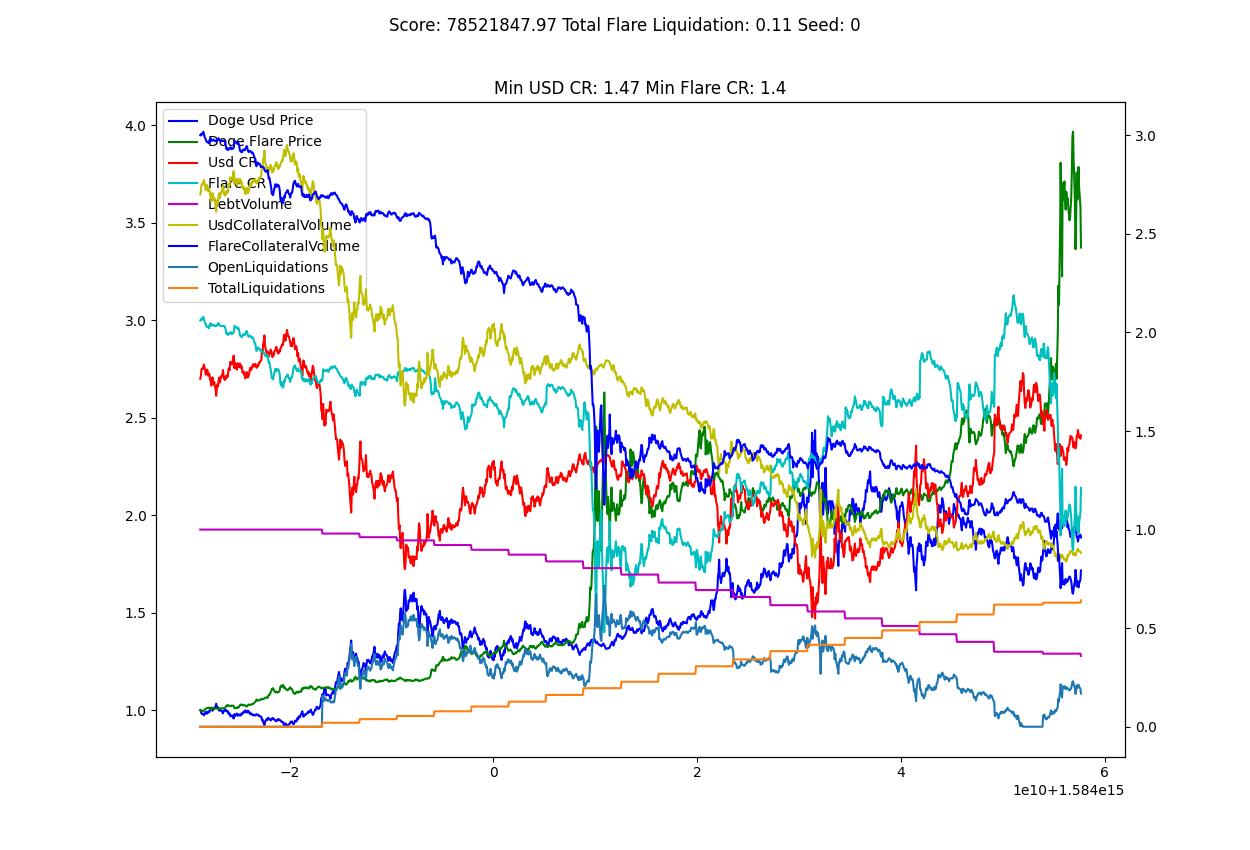 Score: 78521847.97 Total Flare Liquidation: 0.11 Seed: 0
Min USD CR: 1.47 Min Flare CR: 1.4
Doge Usd Price
Doge Flare Price
Usd CR
Flare CR
DebtVolume
UsdCollateralVolume
FlareCollateralVolume
OpenLiquidations
TotalLiquidations
4.0
3.5
3.0
2.5
2.0
1.5
1.0
3.0
2.5
2.0
1.5
1.0
0.5
0.0
−2 0 2 4 6
1e10+1.584e15